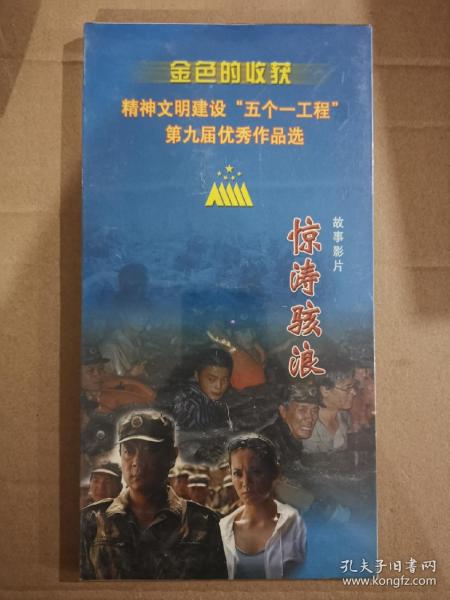 金色的收获
精神文明建设“五个一工程”
第九届优秀作品选
故事影片
惊涛骇浪
孔夫子旧书网
www.kongfz.com